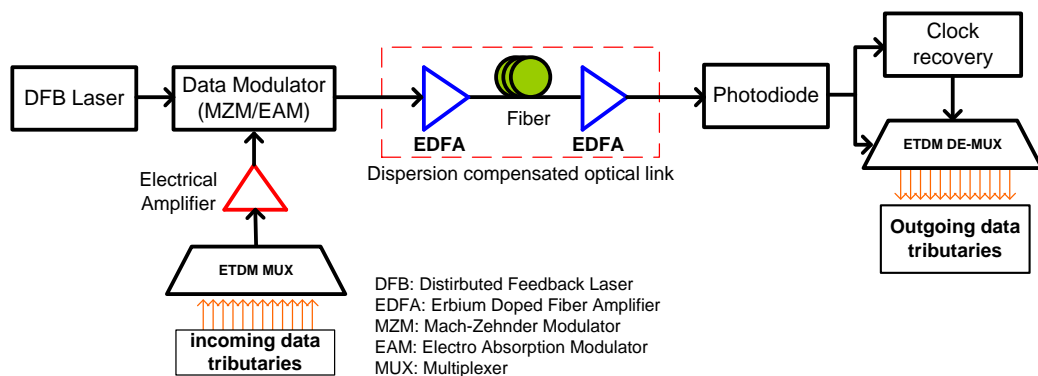 DFB Laser
Data Modulator
(MZM/EAM)
EDFA
Fiber
EDFA
Dispersion compensated optical link
Photodiode
Clock
recovery
ETDM DE-MUX
Outgoing data
tributaries
Electrical
Amplifier
ETDM MUX
incoming data
tributaries
DFB: Distirbuted Feedback Laser
EDFA: Erbium Doped Fiber Amplifier
MZM: Mach-Zehnder Modulator
EAM: Electro Absorption Modulator
MUX: Multiplexer